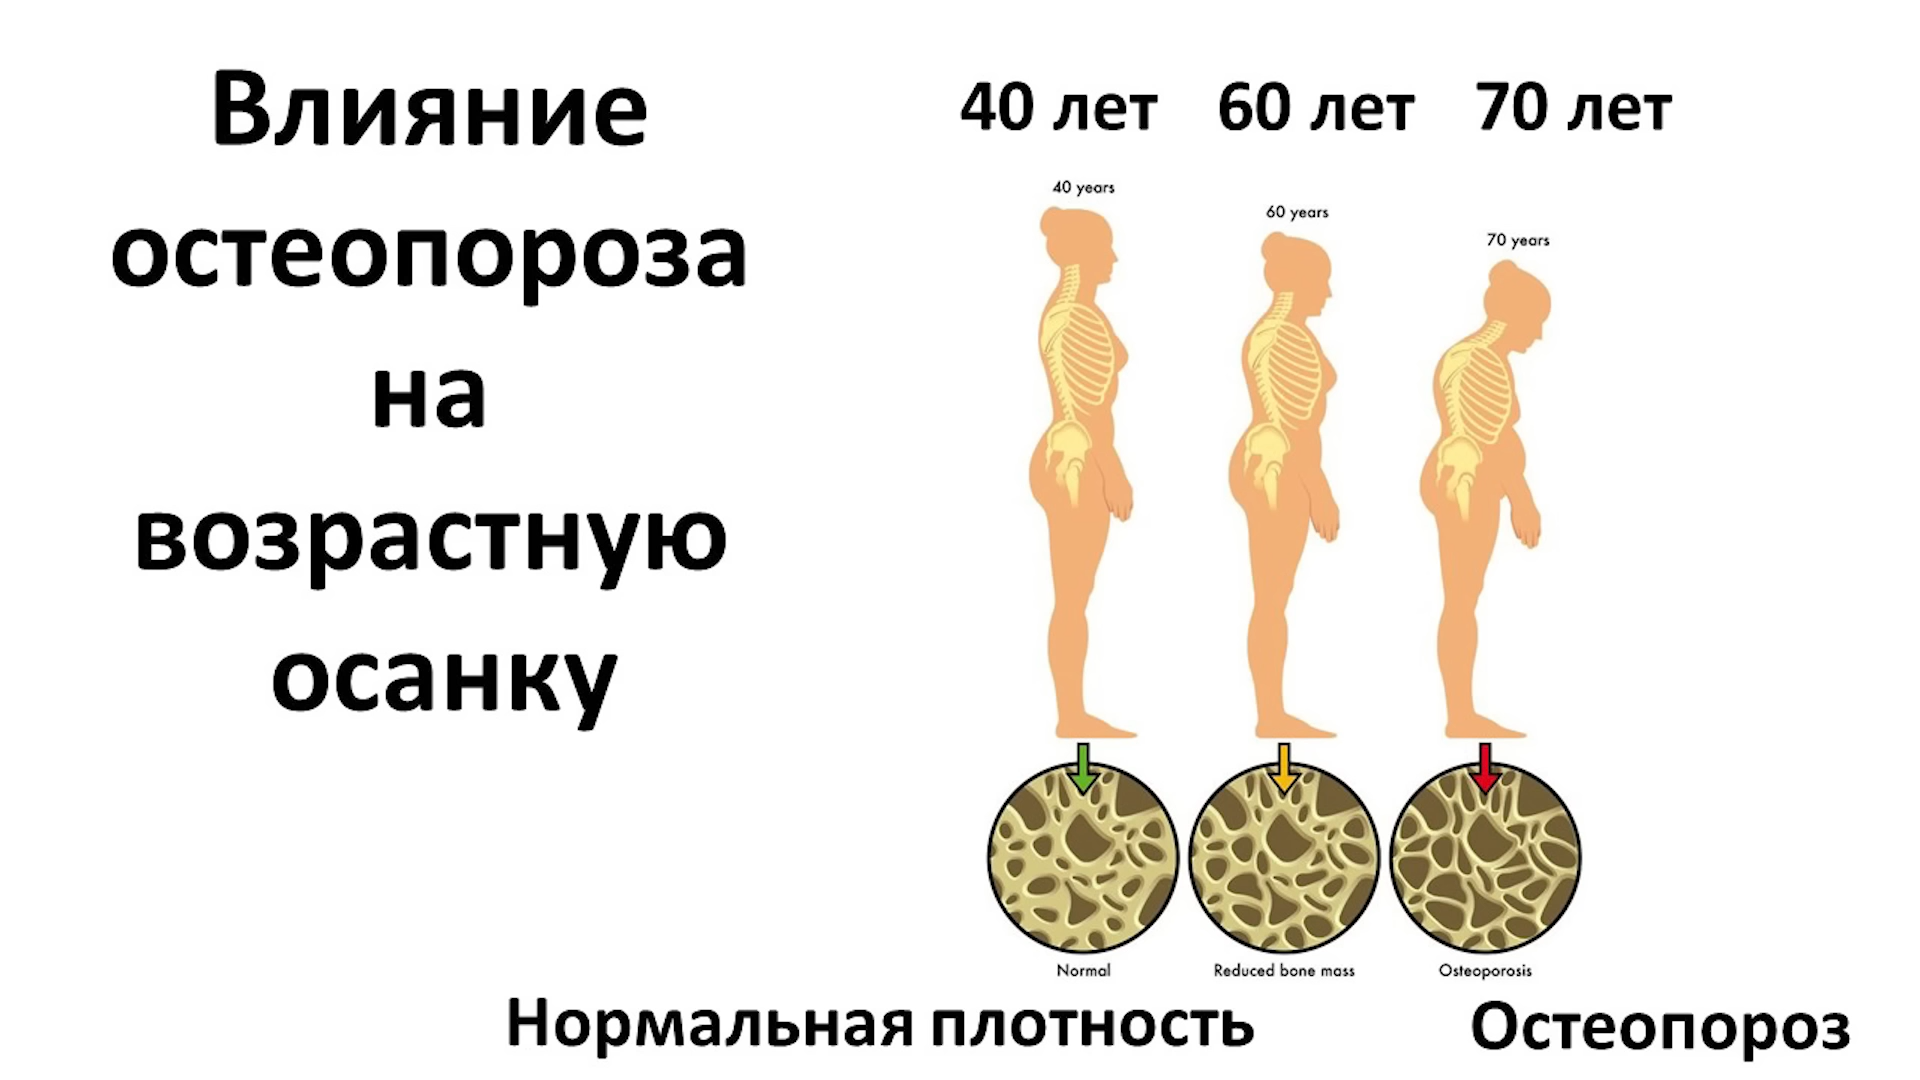 Влияние
остеопороза
на
возрастную
осанку
40 лет 60 лет 70 лет
40 years
60 years
70 years
Normal Reduced bone mass Osteoporosis
Нормальная плотность Остеопороз